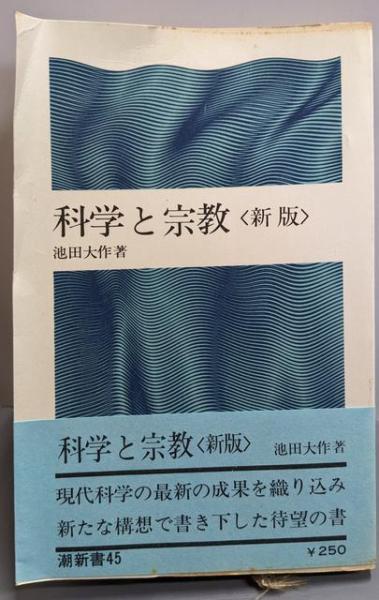 科学と宗教〈新版〉
池田大作著
科学と宗教〈新版〉 池田大作著
現代科学の最新の成果を織り込み
新たな構想で書き下した待望の書
潮新書45 ￥250